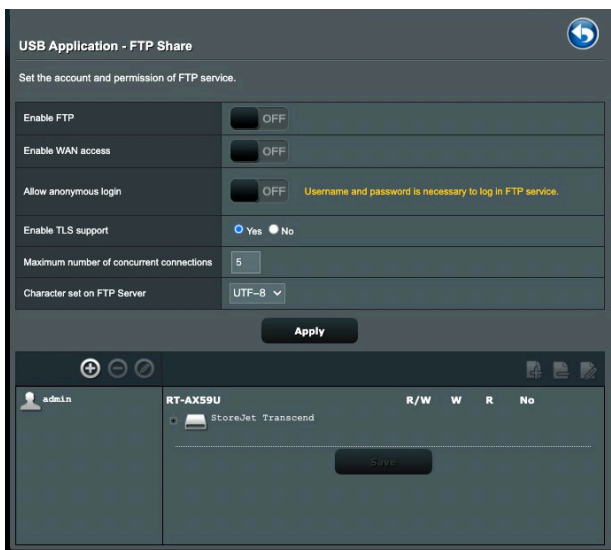 USB Application - FTP Share
Set the account and permission of FTP service.
Enable FTP OFF
Enable WAN access OFF
Allow anonymous login OFF Username and password is necessary to log in FTP service.
Enable TLS support Yes No
Maximum number of concurrent connections 5
Character set on FTP Server UTF-8
Apply
admin RT-AX59U R/W W R No
StoreJet Transcend
Save